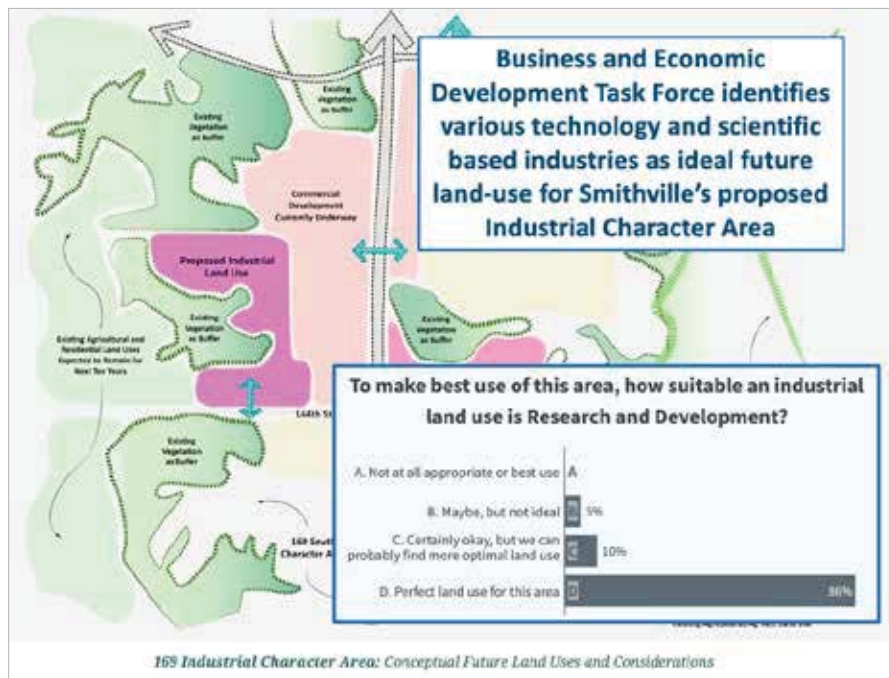 Business and Economic
Development Task Force identifies
various technology and scientific
based industries as ideal future
land-use for Smithville's proposed
Industrial Character Area
Existing
Vegetation
as Buffer
Existing
Vegetation
as Buffer
Commercial
Development
Currently Underway
Proposed Industrial
Land Use
Existing
Vegetation
as Buffer
Existing
Vegetation
as Buffer
Existing Agricultural and
Residential Land Uses
Expected to Remain for
Next Ten Years
144th St
Existing
Vegetation
as Buffer
169 South
Character A
To make best use of this area, how suitable an industrial
land use is Research and Development?
A. Not at all appropriate or best use A
B. Maybe, but not ideal 5%
C. Certainly okay, but we can
probably find more optimal land use C 10%
D. Perfect land use for this area D 86%
169 Industrial Character Area: Conceptual Future Land Uses and Considerations